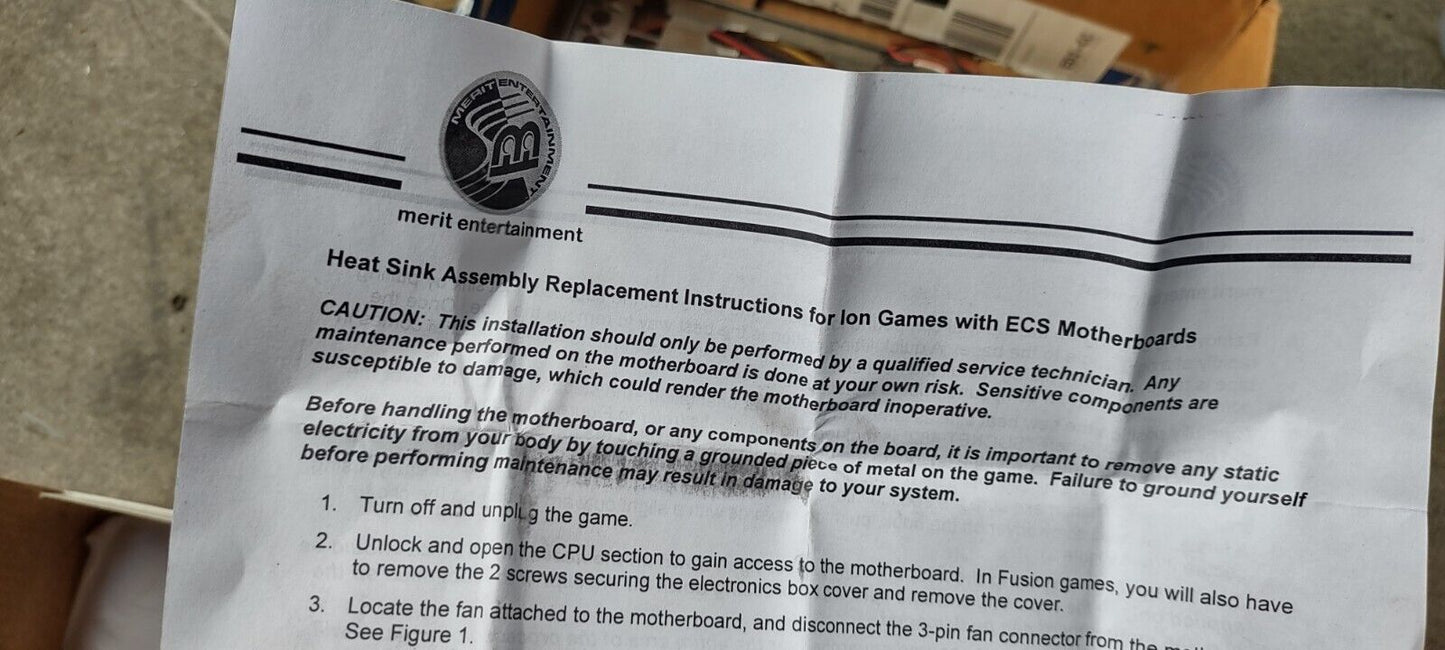 MERIT ENTERTAINMENT
merit entertainment
Heat Sink Assembly Replacement Instructions for Ion Games with ECS Motherboards
CAUTION: This installation should only be performed by a qualified service technician. Any
maintenance performed on the motherboard is done at your own risk. Sensitive components are
susceptible to damage, which could render the motherboard inoperative.
Before handling the motherboard, or any components on the board, it is important to remove any static
electricity from your body by touching a grounded piece of metal on the game. Failure to ground yourself
before performing maintenance may result in damage to your system.
1. Turn off and unplug the game.
2. Unlock and open the CPU section to gain access to the motherboard. In Fusion games, you will also have
to remove the 2 screws securing the electronics box cover and remove the cover.
3. Locate the fan attached to the motherboard, and disconnect the 3-pin fan connector from the
See Figure 1.